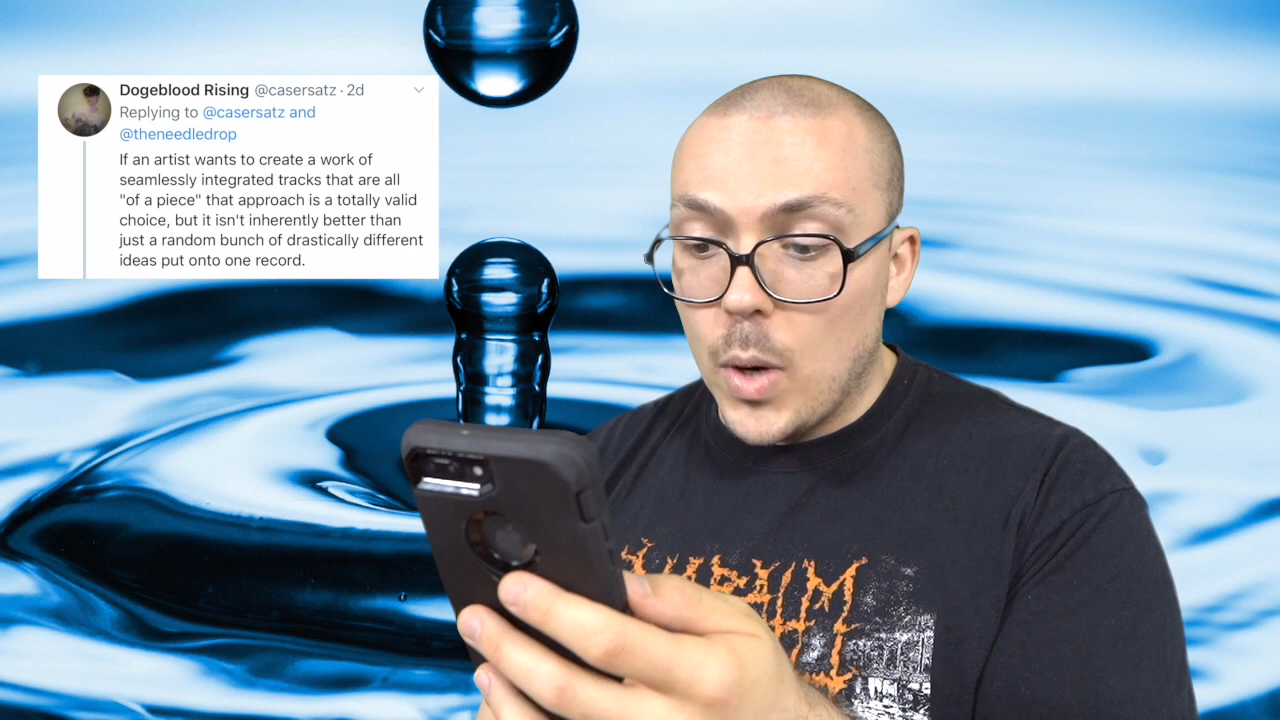 Dogeblood Rising @casersatz · 2d
Replying to @casersatz and
@theneedledrop
If an artist wants to create a work of
seamlessly integrated tracks that are all
"of a piece" that approach is a totally valid
choice, but it isn't inherently better than
just a random bunch of drastically different
ideas put onto one record.